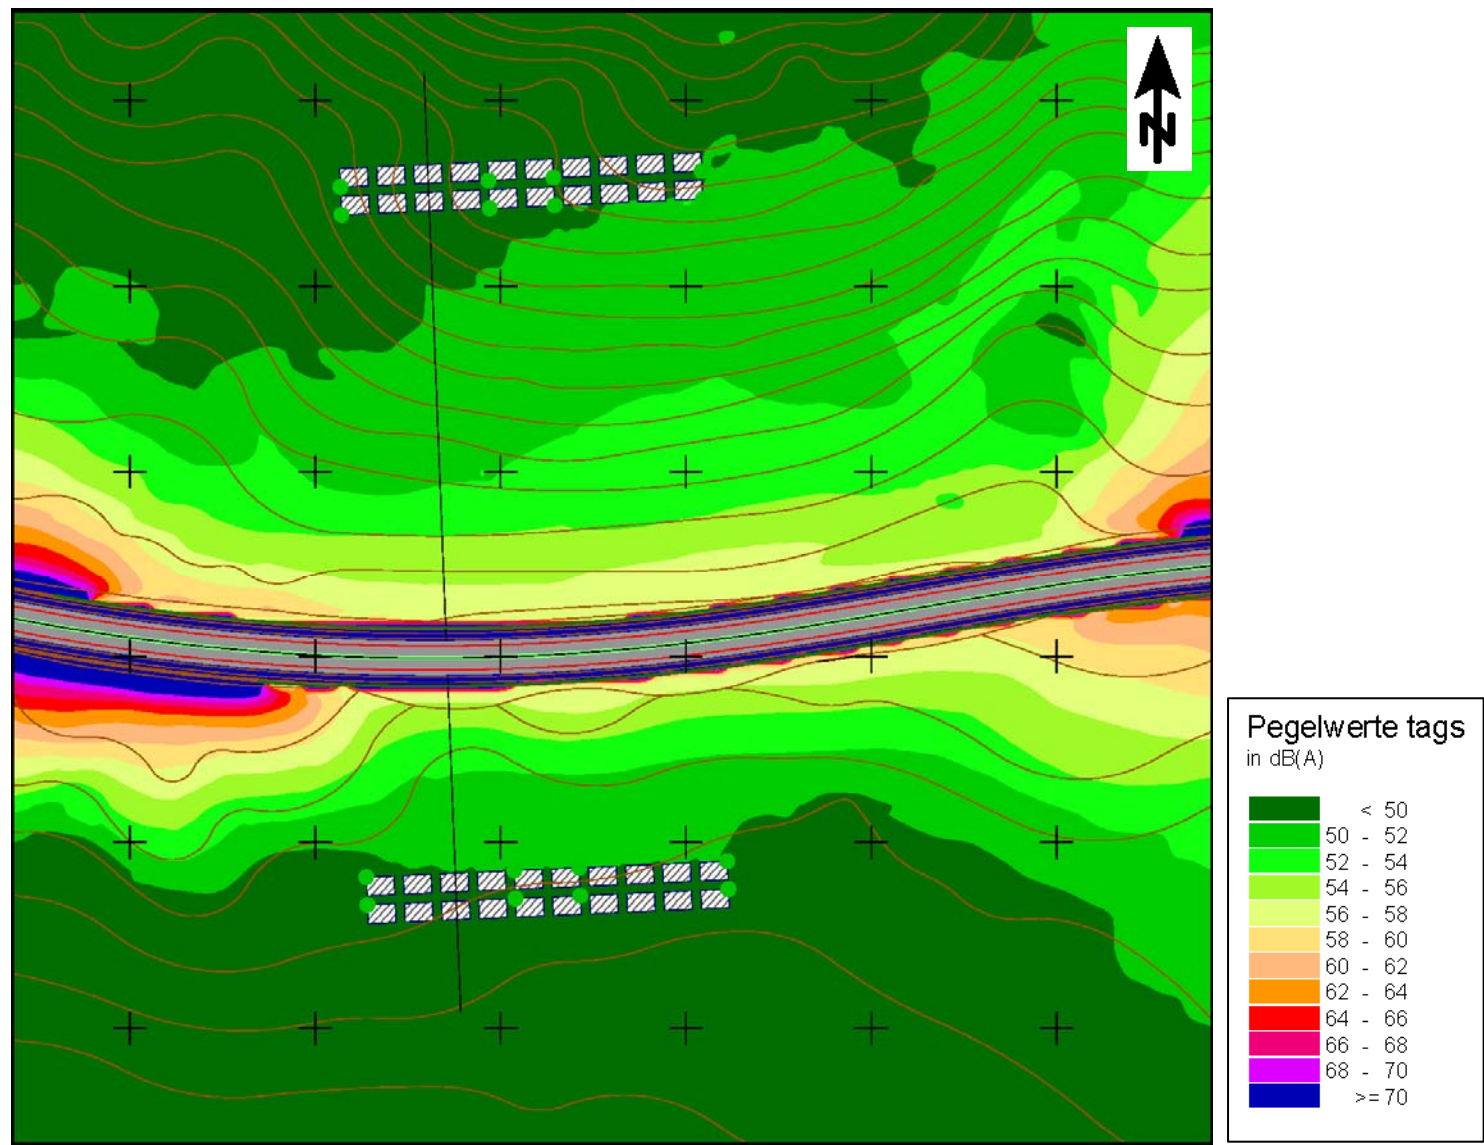 N
Pegelwerte tags
in dB(A)
< 50
50 - 52
52 - 54
54 - 56
56 - 58
58 - 60
60 - 62
62 - 64
64 - 66
66 - 68
68 - 70
>= 70